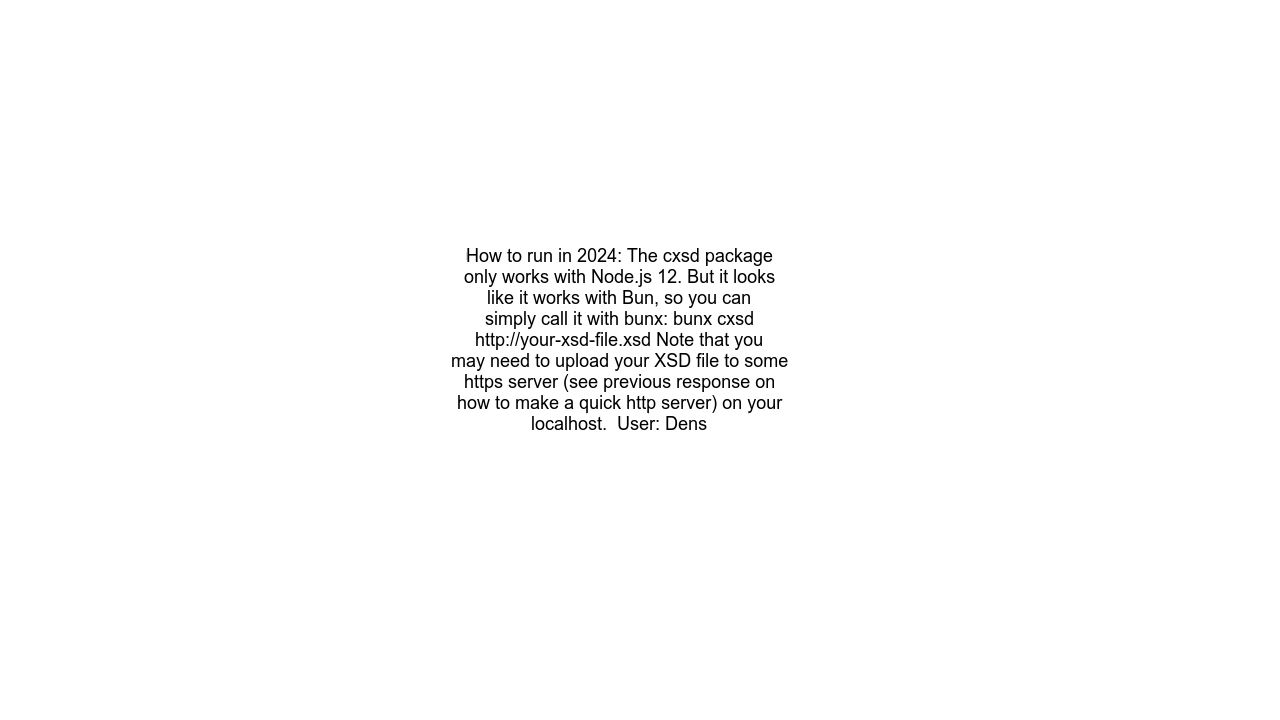 How to run in 2024: The cxsd package
only works with Node.js 12. But it looks
like it works with Bun, so you can
simply call it with bunx: bunx cxsd
http://your-xsd-file.xsd Note that you
may need to upload your XSD file to some
https server (see previous response on
how to make a quick http server) on your
localhost.  User: Dens